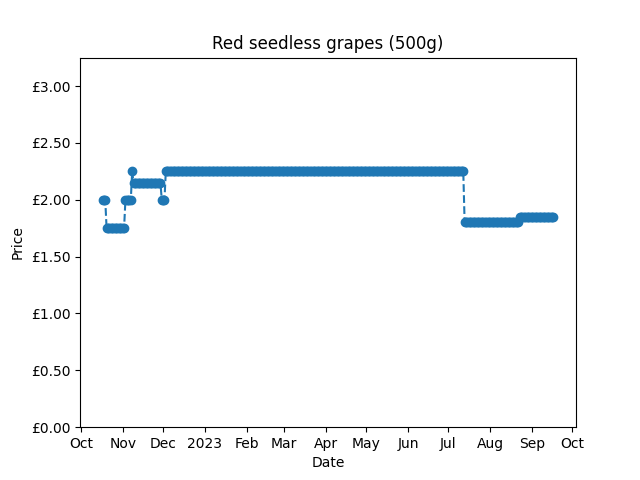 Red seedless grapes (500g)
£3.00
£2.50
£2.00
£1.50
£1.00
£0.50
£0.00
Price
Oct Nov Dec 2023 Feb Mar Apr May Jun Jul Aug Sep Oct
Date